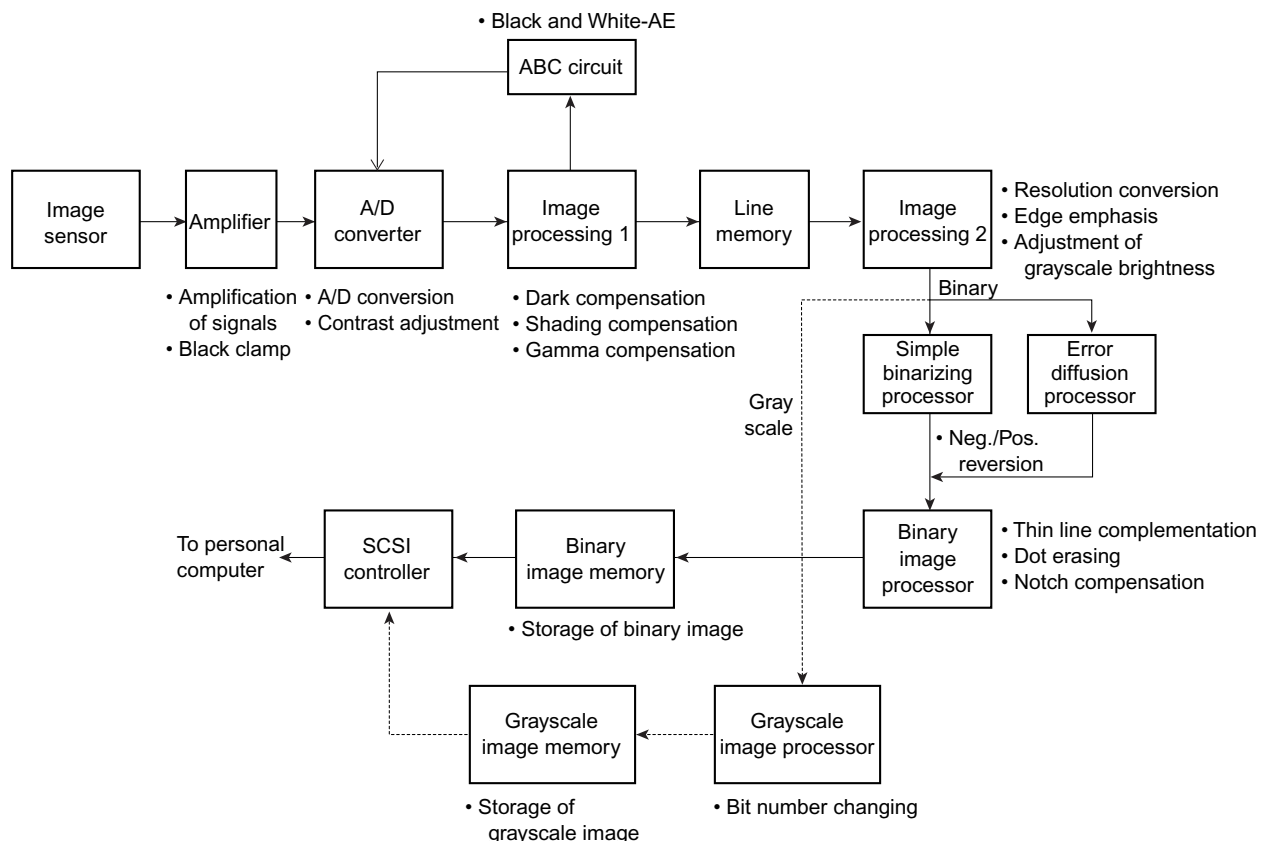 • Black and White-AE
ABC circuit
Image
sensor
Amplifier
A/D
converter
Image
processing 1
Line
memory
Image
processing 2
• Resolution conversion
• Edge emphasis
• Adjustment of
grayscale brightness
• Amplification
of signals
• Black clamp
• A/D conversion
• Contrast adjustment
• Dark compensation
• Shading compensation
• Gamma compensation
Binary
Simple
binarizing
processor
Error
diffusion
processor
Gray
scale
• Neg./Pos.
reversion
To personal
computer
SCSI
controller
Binary
image memory
Binary
image
processor
• Thin line complementation
• Dot erasing
• Notch compensation
• Storage of binary image
Grayscale
image memory
Grayscale
image processor
• Storage of
grayscale image
• Bit number changing